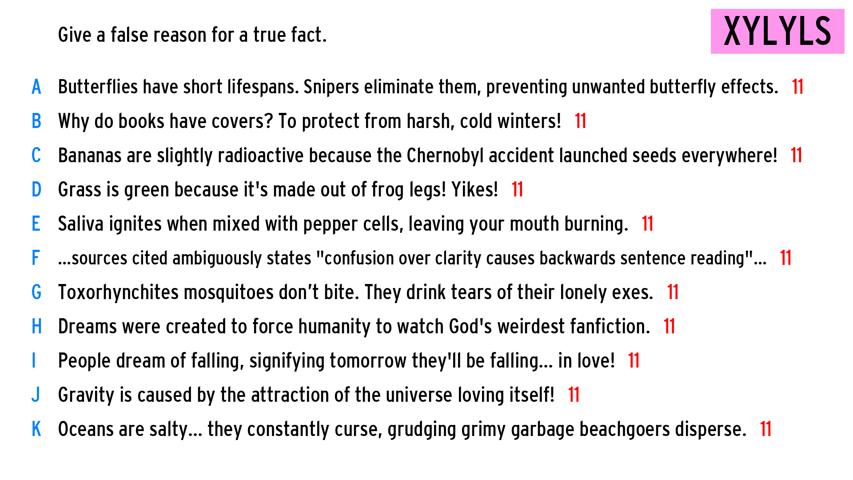 Give a false reason for a true fact.
XYLYLS
A Butterflies have short lifespans. Snipers eliminate them, preventing unwanted butterfly effects. 11
B Why do books have covers? To protect from harsh, cold winters! 11
C Bananas are slightly radioactive because the Chernobyl accident launched seeds everywhere! 11
D Grass is green because it's made out of frog legs! Yikes! 11
E Saliva ignites when mixed with pepper cells, leaving your mouth burning. 11
F ...sources cited ambiguously states "confusion over clarity causes backwards sentence reading"... 11
G Toxorhynchites mosquitoes don’t bite. They drink tears of their lonely exes. 11
H Dreams were created to force humanity to watch God's weirdest fanfiction. 11
I People dream of falling, signifying tomorrow they'll be falling... in love! 11
J Gravity is caused by the attraction of the universe loving itself! 11
K Oceans are salty... they constantly curse, grudging grimy garbage beachgoers disperse. 11